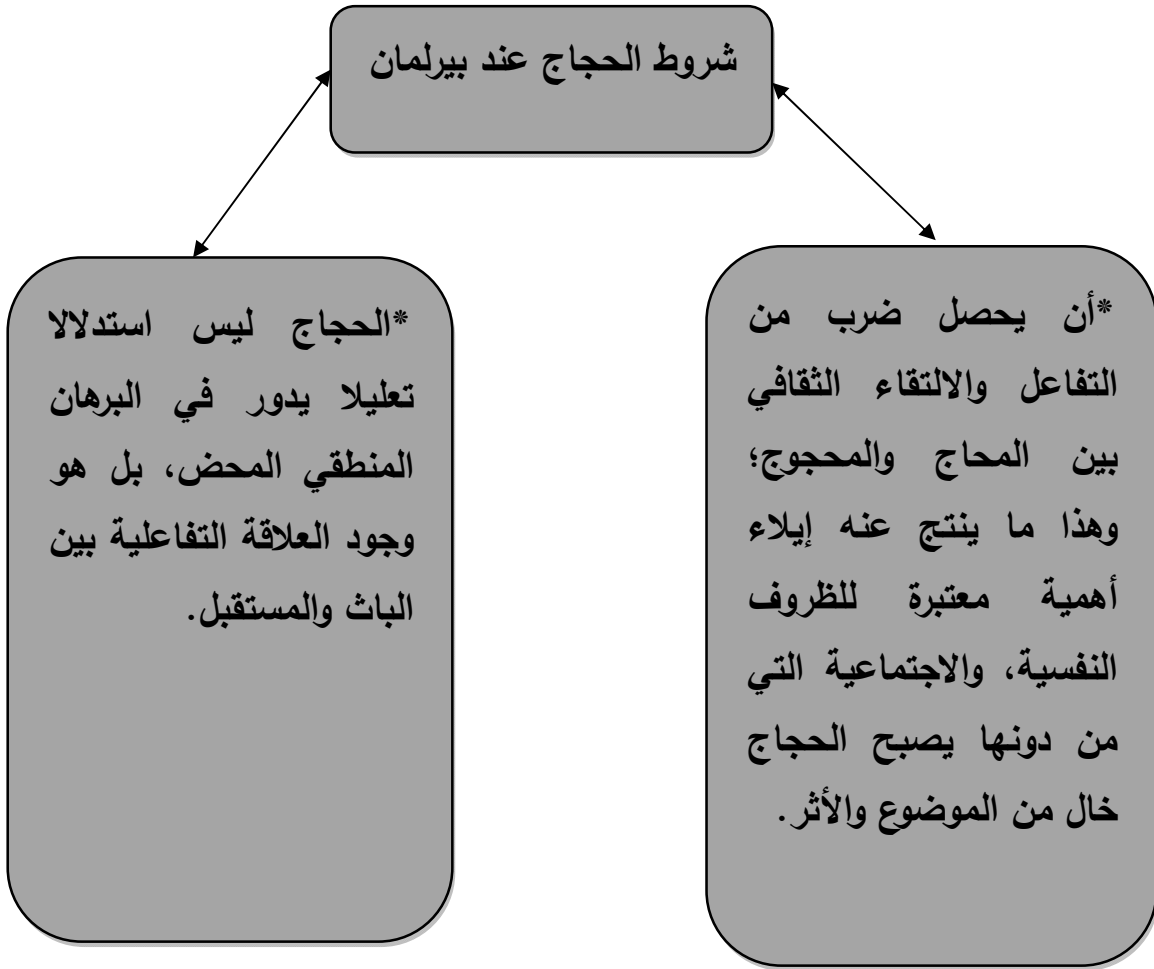 شروط الحجاج عند بيرلمان
*أن يحصل ضرب من
التفاعل والالتقاء الثقافي
بين المحاج والمحجوج؛
وهذا ما ينتج عنه إيلاء
أهمية معتبرة للظروف
النفسية، والاجتماعية التي
من دونها يصبح الحجاج
خال من الموضوع والأثر.
*الحجاج ليس استدلالا
تعليلا يدور في البرهان
المنطقي المحض، بل هو
وجود العلاقة التفاعلية بين
الباث والمستقبل.